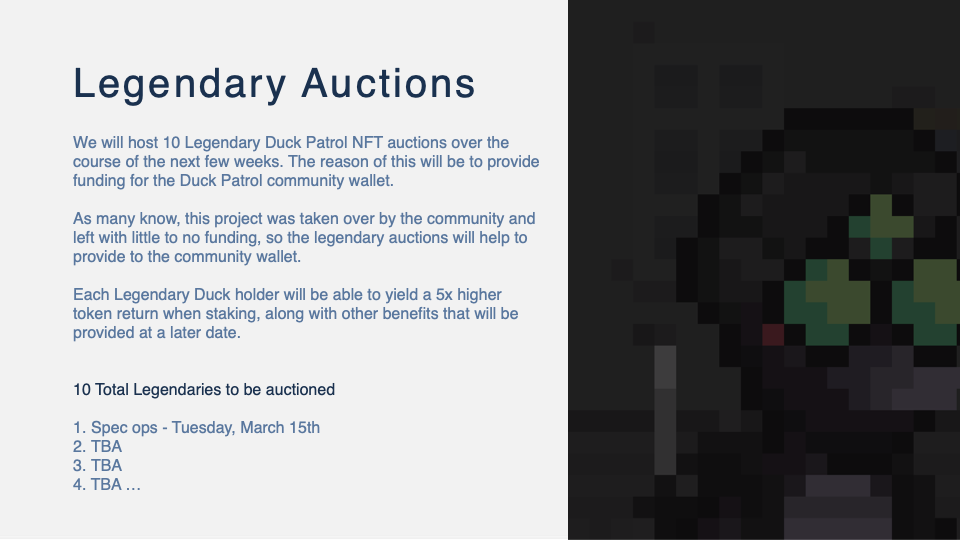 Legendary Auctions
We will host 10 Legendary Duck Patrol NFT auctions over the
course of the next few weeks. The reason of this will be to provide
funding for the Duck Patrol community wallet.
As many know, this project was taken over by the community and
left with little to no funding, so the legendary auctions will help to
provide to the community wallet.
Each Legendary Duck holder will be able to yield a 5x higher
token return when staking, along with other benefits that will be
provided at a later date.
10 Total Legendaries to be auctioned
1. Spec ops - Tuesday, March 15th
2. TBA
3. TBA
4. TBA …